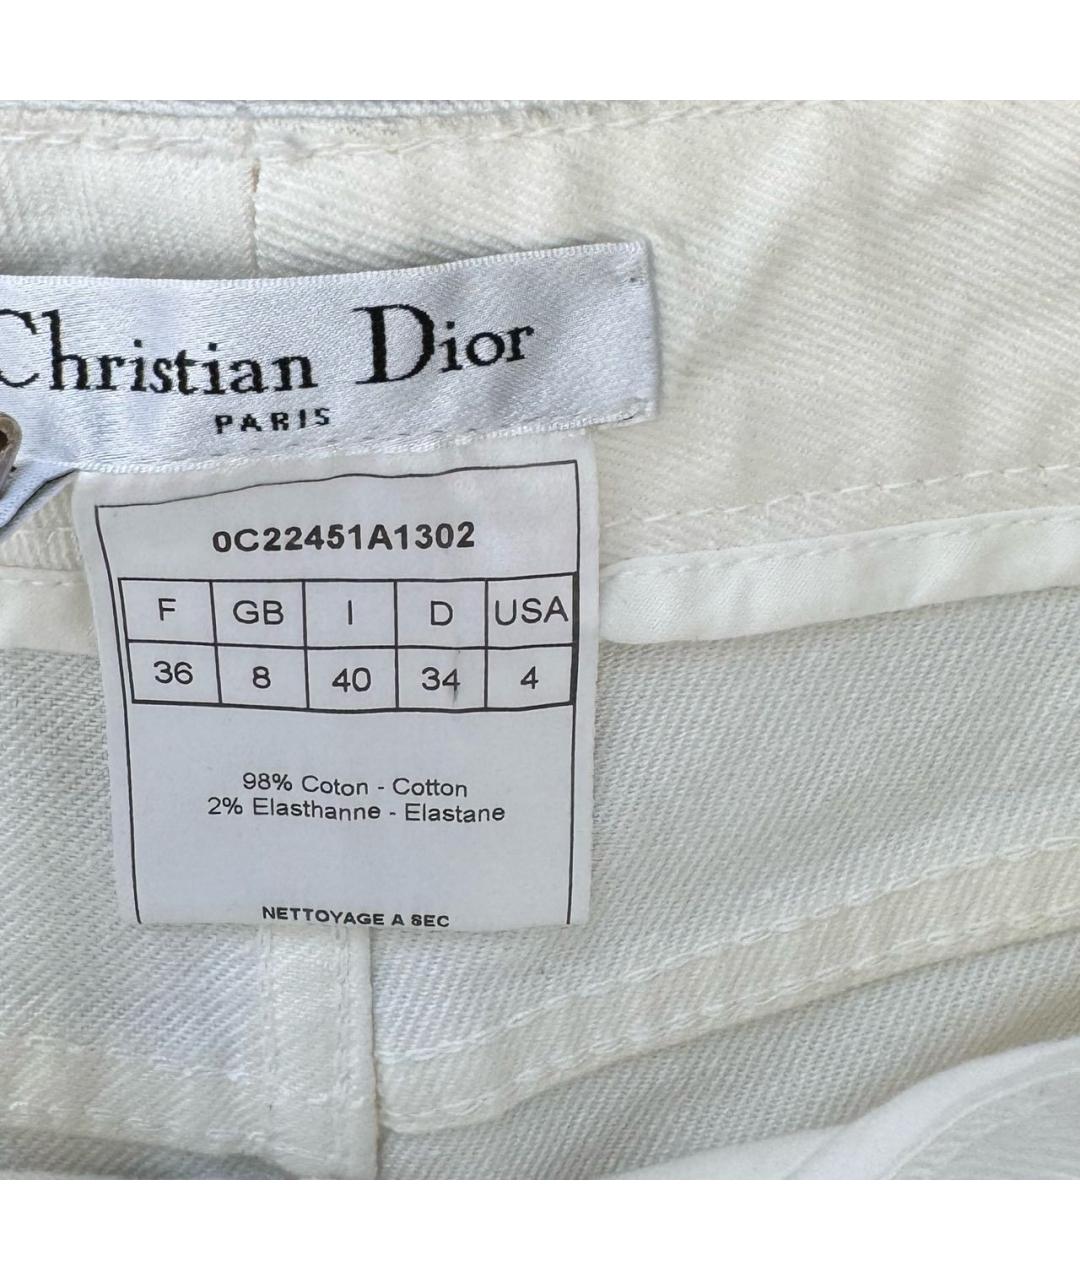 Christian Dior
PARIS
0C22451A1302
F GB I D USA
36 8 40 34 4
98% Coton - Cotton
2% Elasthanne - Elastane
NETTOYAGE A SEC